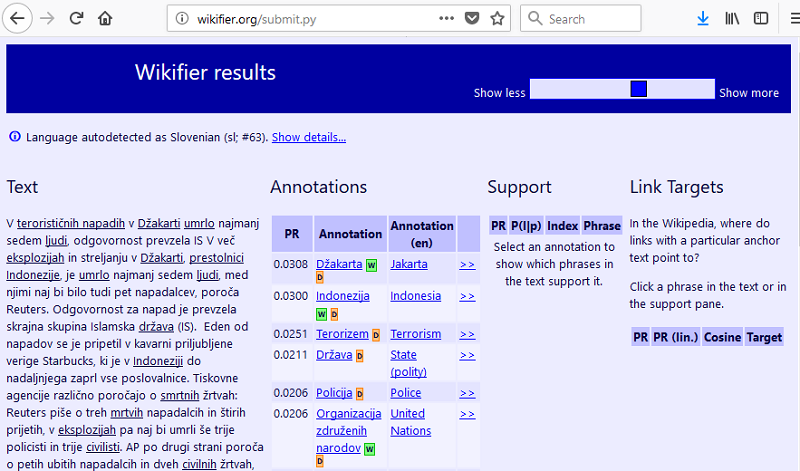 wikifier.org/submit.py
Search
Wikifier results
Show less
Show more
Language autodetected as Slovenian (sl; #63). Show details...
Text
V terorističnih napadih v Džakarti umrlo najmanj
sedem ljudi, odgovornost prevzela IS V več
eksplozijah in streljanju v Džakarti, prestolnici
Indonezije, je umrlo najmanj sedem ljudi, med
njimi naj bi bilo tudi pet napadalcev, poroča
Reuters. Odgovornost za napad je prevzela
skrajna skupina Islamska država (IS). Eden od
napadov se je pripetil v kavarni priljubljene
verige Starbucks, ki je v Indoneziji do
nadaljnjega zaprl vse poslovalnice. Tiskovne
agencije različno poročajo o smrtnih žrtvah:
Reuters piše o treh mrtvih napadalcih in štirih
prijetih, v eksplozijah pa naj bi umrli še trije
policisti in trije civilisti. AP po drugi strani poroča
o petih ubitih napadalcih in dveh civilnih žrtvah,
Annotations
PR Annotation Annotation (en)
0.0308 Džakarta W D Jakarta >>
0.0300 Indonezija W D Indonesia >>
0.0251 Terorizem D Terrorism >>
0.0211 Država D State (polity) >>
0.0206 Policija D Police >>
0.0206 Organizacija združenih narodov W D United Nations >>
Support
PR P(l|p) Index Phrase
Select an annotation to
show which phrases in
the text support it.
Link Targets
In the Wikipedia, where do
links with a particular anchor
text point to?
Click a phrase in the text or in
the support pane.
PR PR (lin.) Cosine Target